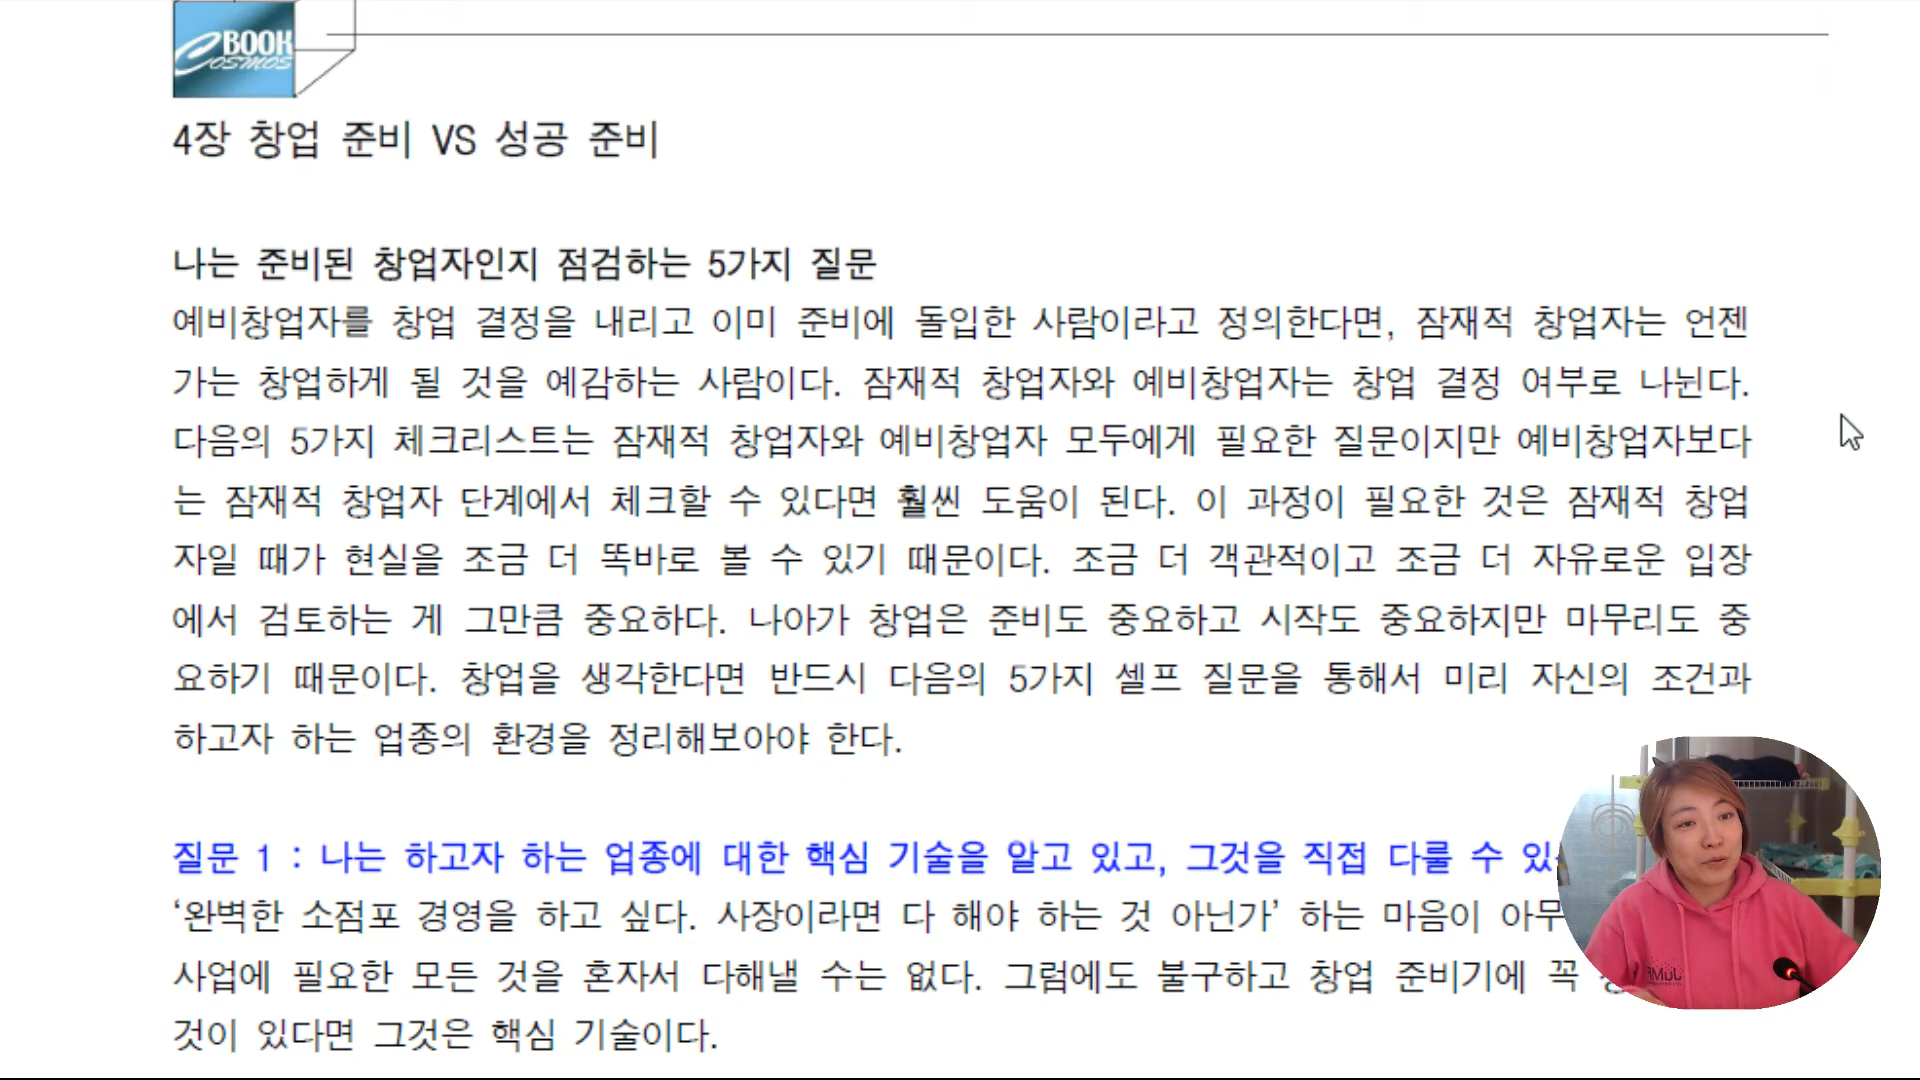 eBOOK
COSMOS
4장 창업 준비 VS 성공 준비
나는 준비된 창업자인지 점검하는 5가지 질문
예비창업자를 창업 결정을 내리고 이미 준비에 돌입한 사람이라고 정의한다면, 잠재적 창업자는 언젠
가는 창업하게 될 것을 예감하는 사람이다. 잠재적 창업자와 예비창업자는 창업 결정 여부로 나뉜다.
다음의 5가지 체크리스트는 잠재적 창업자와 예비창업자 모두에게 필요한 질문이지만 예비창업자보다
는 잠재적 창업자 단계에서 체크할 수 있다면 훨씬 도움이 된다. 이 과정이 필요한 것은 잠재적 창업
자일 때가 현실을 조금 더 똑바로 볼 수 있기 때문이다. 조금 더 객관적이고 조금 더 자유로운 입장
에서 검토하는 게 그만큼 중요하다. 나아가 창업은 준비도 중요하고 시작도 중요하지만 마무리도 중
요하기 때문이다. 창업을 생각한다면 반드시 다음의 5가지 셀프 질문을 통해서 미리 자신의 조건과
하고자 하는 업종의 환경을 정리해보아야 한다.
질문 1 : 나는 하고자 하는 업종에 대한 핵심 기술을 알고 있고, 그것을 직접 다룰 수 있
‘완벽한 소점포 경영을 하고 싶다. 사장이라면 다 해야 하는 것 아닌가’ 하는 마음이 아무
사업에 필요한 모든 것을 혼자서 다해낼 수는 없다. 그럼에도 불구하고 창업 준비기에 꼭
것이 있다면 그것은 핵심 기술이다.